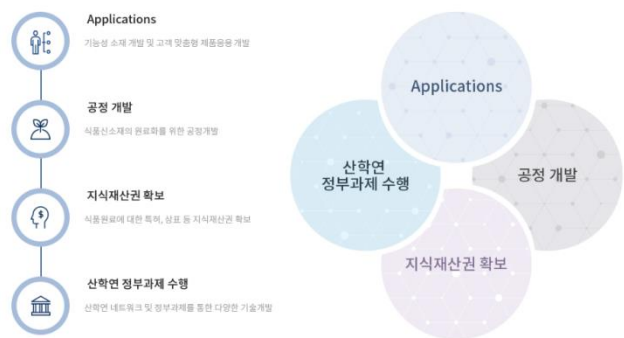 Applications
기능성 소재 개발 및 고객 맞춤형 제품응용 개발
공정 개발
식품신소재의 원료화를 위한 공정개발
지식재산권 확보
식품원료에 대한 특허, 상표 등 지식재산권 확보
산학연 정부과제 수행
산학연 네트워크 및 정부과제를 통한 다양한 기술개발
Applications
산학연
정부과제 수행
공정 개발
지식재산권 확보